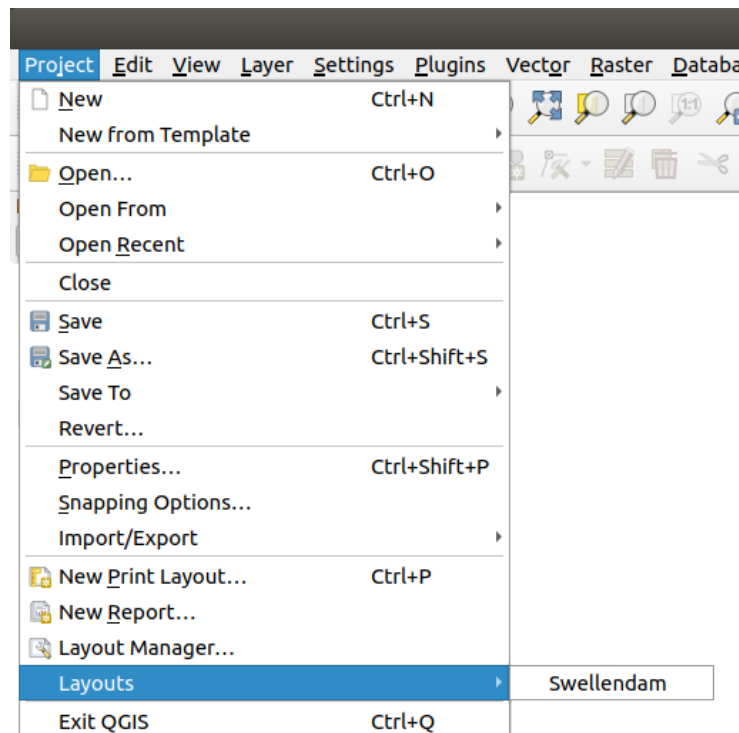 Project Edit View Layer Settings Plugins Vector Raster Databa
New Ctrl+N
New from Template
Open... Ctrl+O
Open From
Open Recent
Close
Save Ctrl+S
Save As... Ctrl+Shift+S
Save To
Revert...
Properties... Ctrl+Shift+P
Snapping Options...
Import/Export
New Print Layout... Ctrl+P
New Report...
Layout Manager...
Layouts Swellendam
Exit QGIS Ctrl+Q